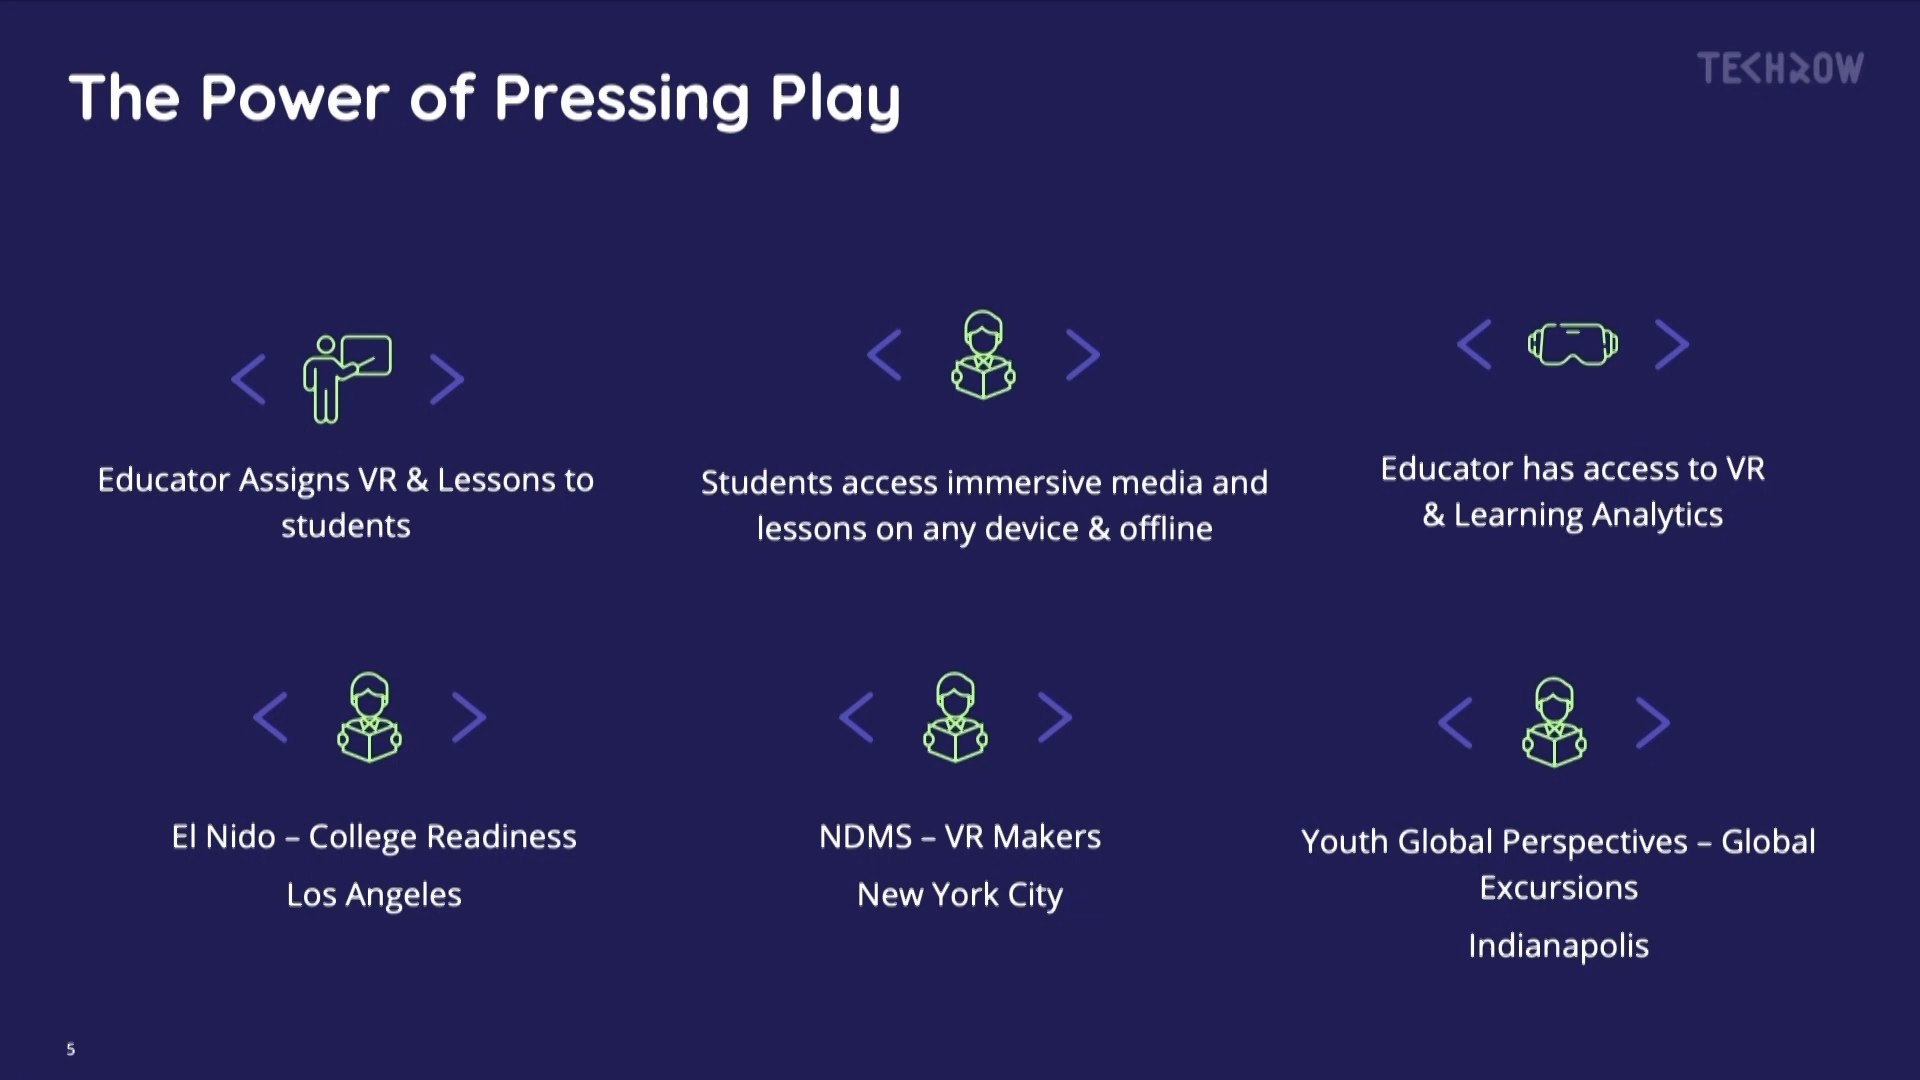 The Power of Pressing Play
TECHROW
Educator Assigns VR & Lessons to
students
Students access immersive media and
lessons on any device & offline
Educator has access to VR
& Learning Analytics
El Nido – College Readiness
Los Angeles
NDMS – VR Makers
New York City
Youth Global Perspectives – Global
Excursions
Indianapolis
5